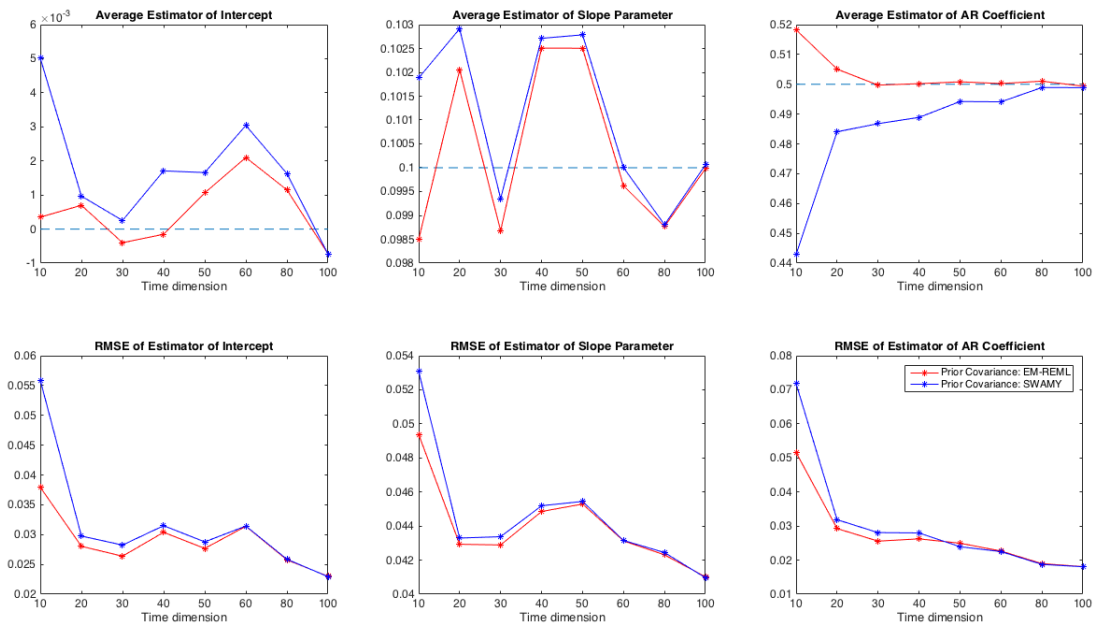 Average Estimator of Intercept
×10⁻³
6
5
4
3
2
1
0
-1
10 20 30 40 50 60 80 100
Time dimension
Average Estimator of Slope Parameter
0.103
0.1025
0.102
0.1015
0.101
0.1005
0.1
0.0995
0.099
0.0985
0.098
10 20 30 40 50 60 80 100
Time dimension
Average Estimator of AR Coefficient
0.52
0.51
0.5
0.49
0.48
0.47
0.46
0.45
0.44
10 20 30 40 50 60 80 100
Time dimension
RMSE of Estimator of Intercept
0.06
0.055
0.05
0.045
0.04
0.035
0.03
0.025
0.02
10 20 30 40 50 60 80 100
Time dimension
RMSE of Estimator of Slope Parameter
0.054
0.052
0.05
0.048
0.046
0.044
0.042
0.04
10 20 30 40 50 60 80 100
Time dimension
RMSE of Estimator of AR Coefficient
0.08
0.07
0.06
0.05
0.04
0.03
0.02
0.01
Prior Covariance: EM-REML
Prior Covariance: SWAMY
10 20 30 40 50 60 80 100
Time dimension